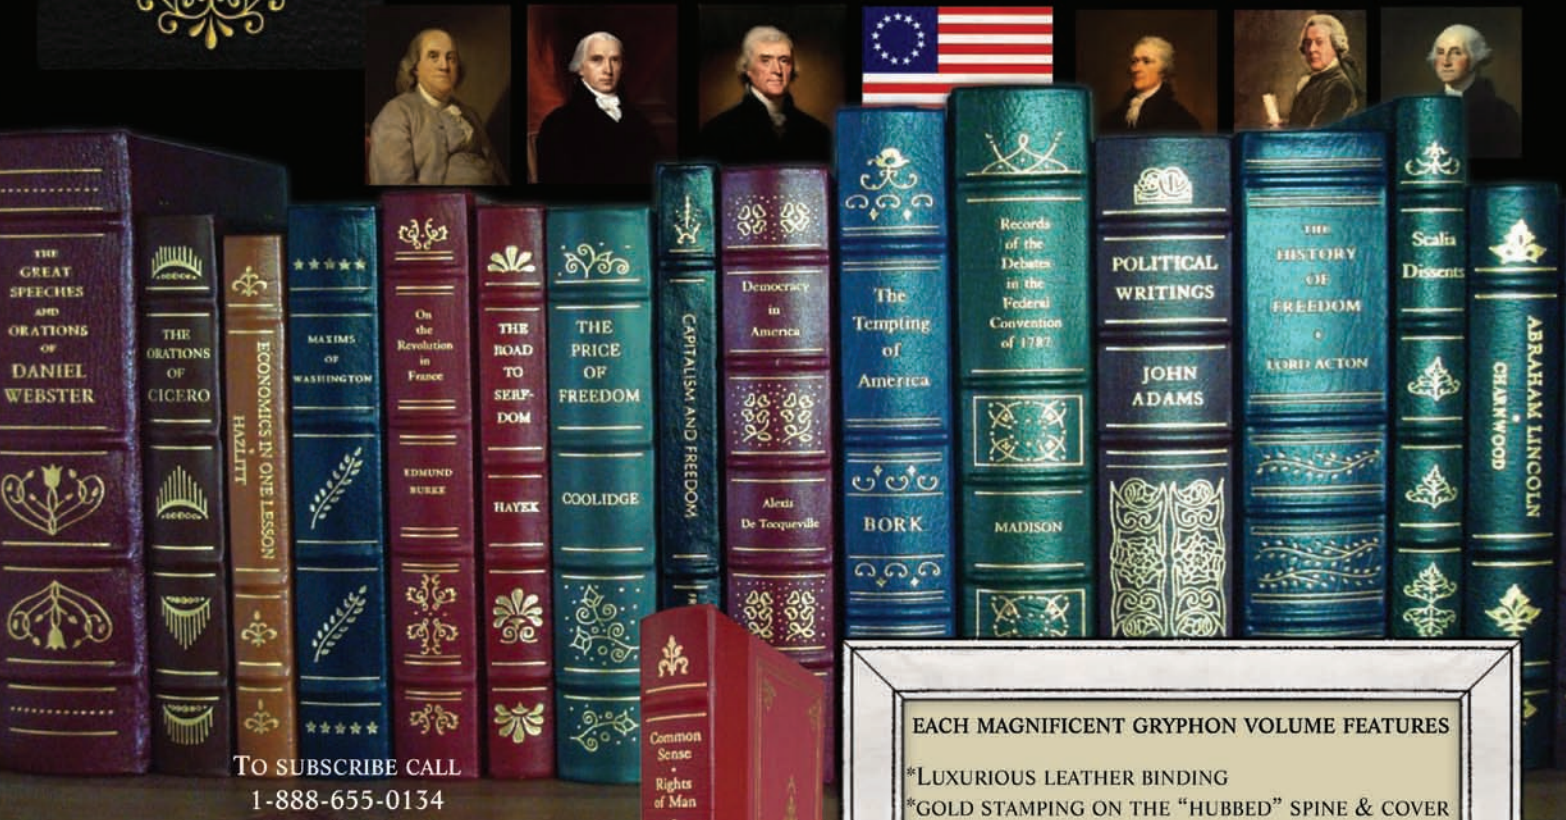 THE
GREAT
SPEECHES
AND
ORATIONS
OF
DANIEL
WEBSTER
THE
ORATIONS
OF
CICERO
ECONOMICS IN ONE LESSON
HAZLITT
MAXIMS
OF
WASHINGTON
On
the
Revolution
in
France
EDMUND
BURKE
THE
ROAD
TO
SERF-
DOM
HAYEK
THE
PRICE
OF
FREEDOM
COOLIDGE
CAPITALISM AND FREEDOM
Democracy
in
America
Alexis
De Tocqueville
The
Tempting
of
America
BORK
Records
of the
Debates
in the
Federal
Convention
of 1787
MADISON
POLITICAL
WRITINGS
JOHN
ADAMS
THE
HISTORY
OF
FREEDOM
LORD ACTON
Scalia
Dissents
ABRAHAM LINCOLN
CHARNWOOD
Common
Sense
Rights
of Man
TO SUBSCRIBE CALL
1-888-655-0134
EACH MAGNIFICENT GRYPHON VOLUME FEATURES
*LUXURIOUS LEATHER BINDING
*GOLD STAMPING ON THE “HUBBED” SPINE & COVER